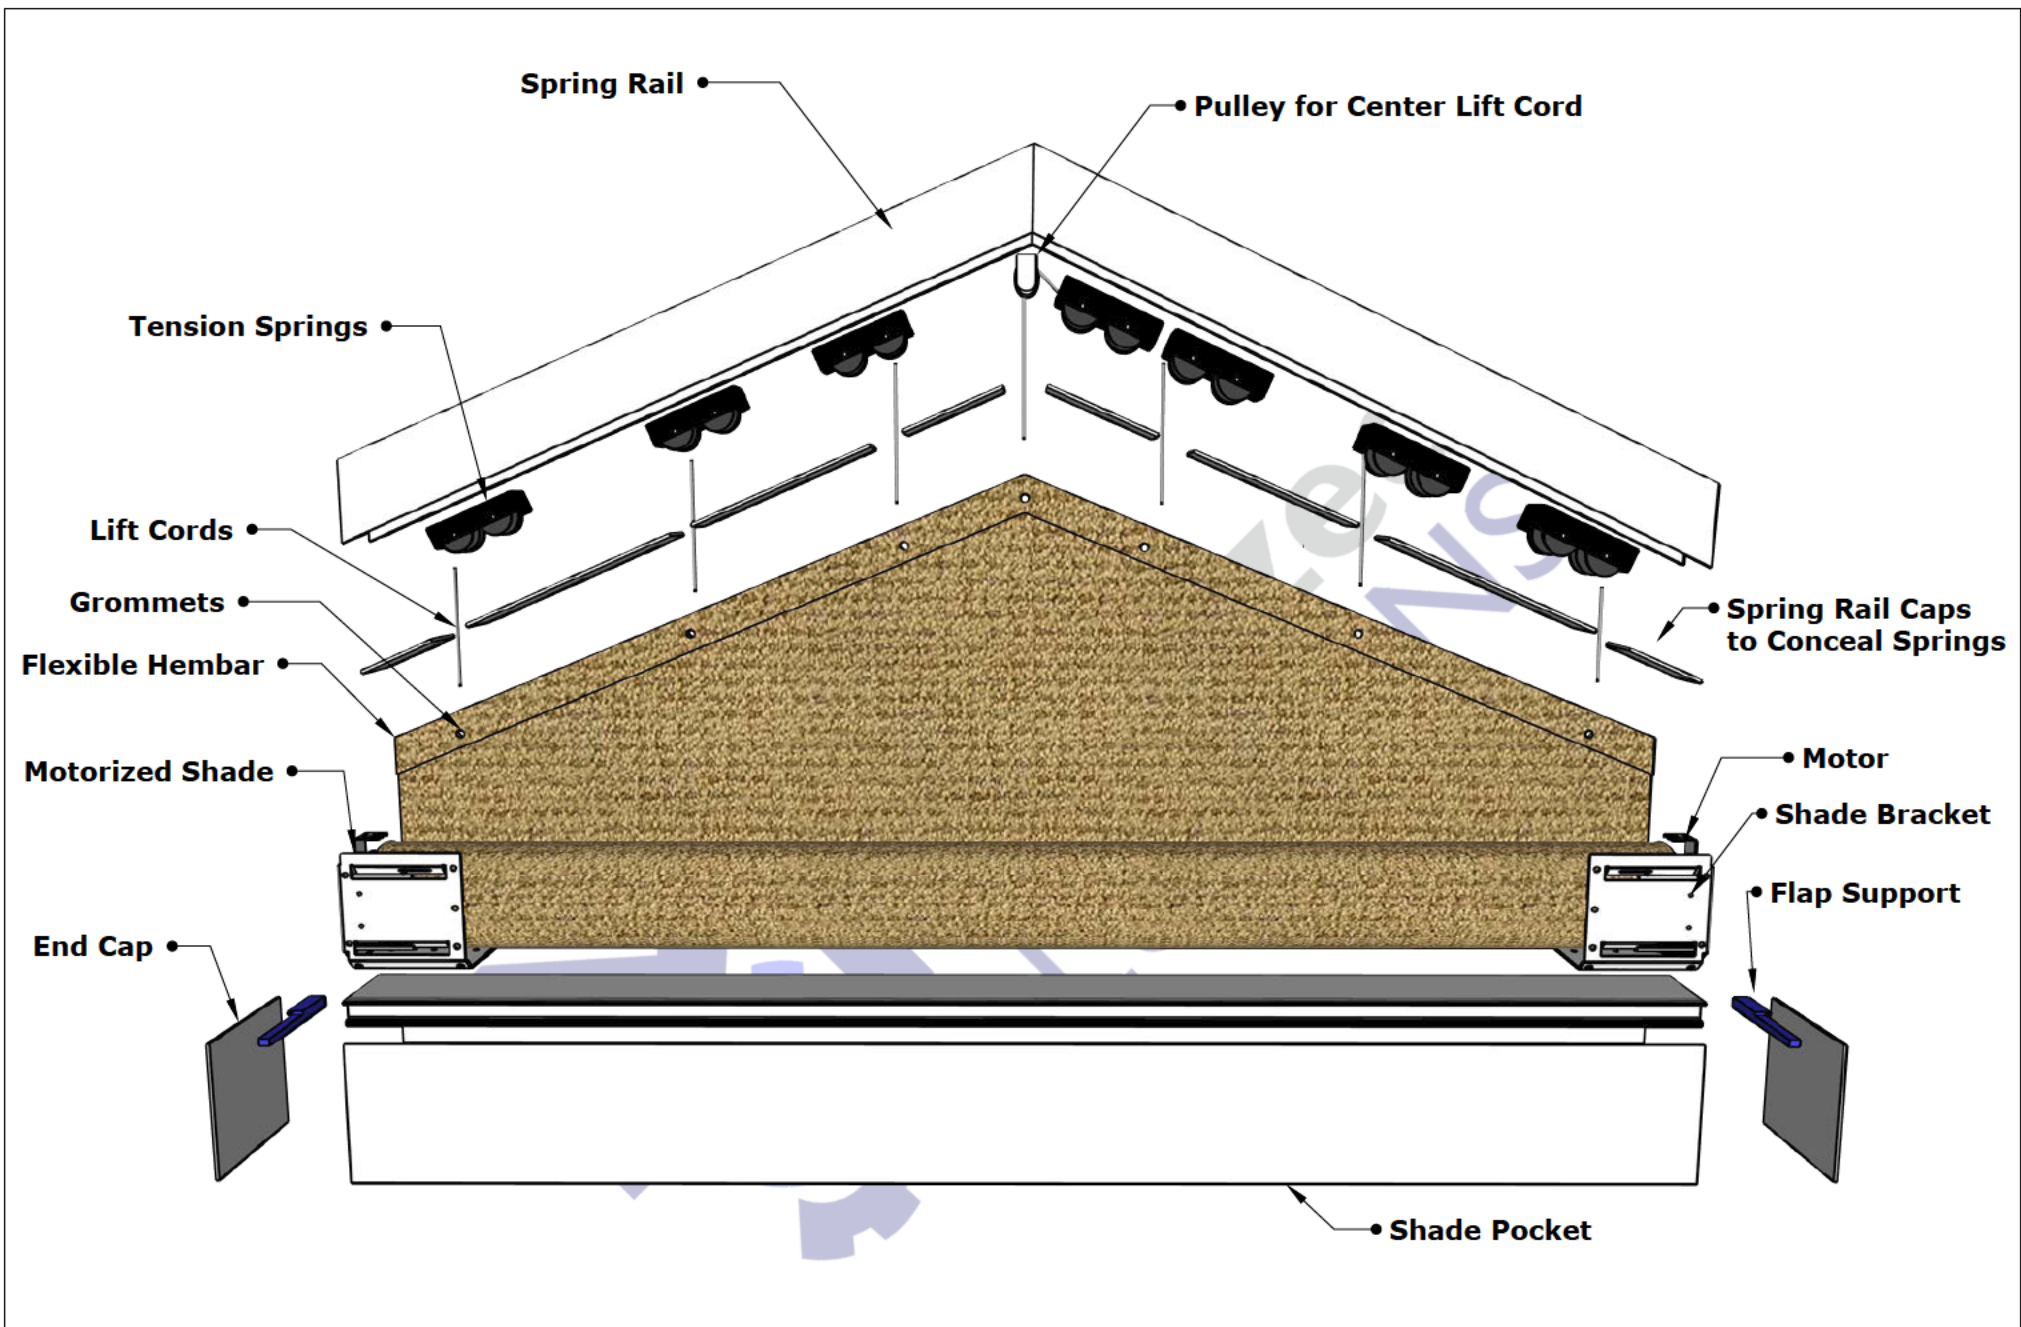 Spring Rail
Pulley for Center Lift Cord
Tension Springs
Lift Cords
Grommets
Flexible Hembar
Motorized Shade
End Cap
Spring Rail Caps
to Conceal Springs
Motor
Shade Bracket
Flap Support
Shade Pocket